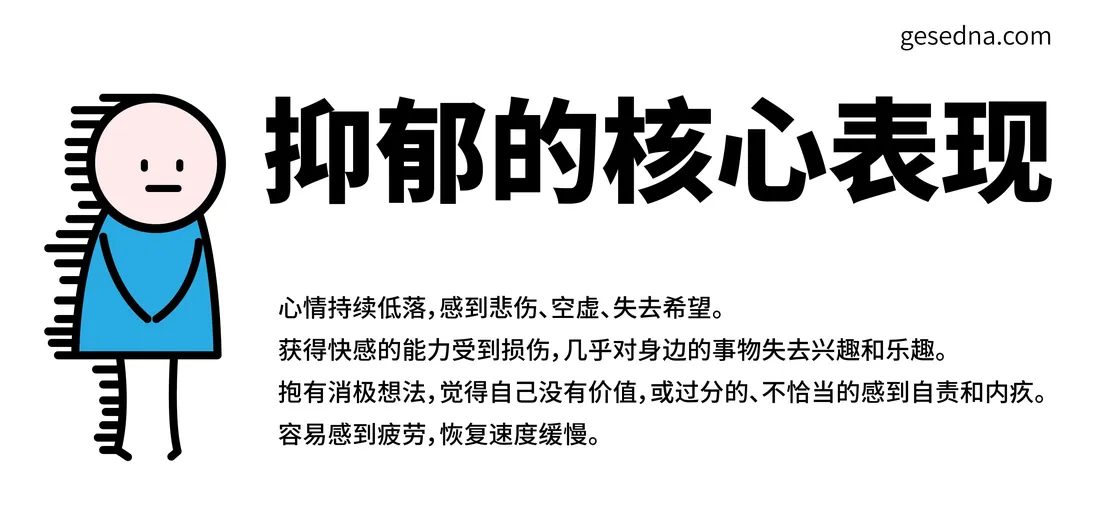 gesedna.com
抑郁的核心表现
心情持续低落，感到悲伤、空虚、失去希望。
获得快感的能力受到损伤，几乎对身边的事物失去兴趣和乐趣。
抱有消极想法，觉得自己没有价值，或过分的、不恰当的感到自责和内疚。
容易感到疲劳，恢复速度缓慢。